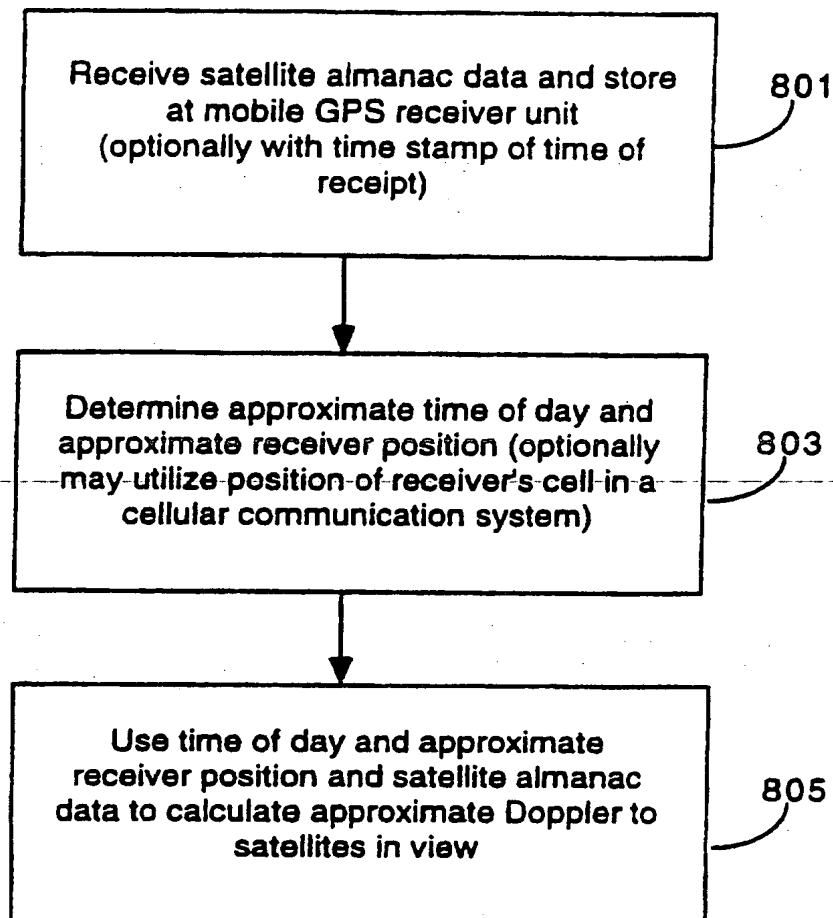 Receive satellite almanac data and store
at mobile GPS receiver unit
(optionally with time stamp of time of
receipt)
801
Determine approximate time of day and
approximate receiver position (optionally
may utilize position of receiver's cell in a
cellular communication system)
803
Use time of day and approximate
receiver position and satellite almanac
data to calculate approximate Doppler to
satellites in view
805